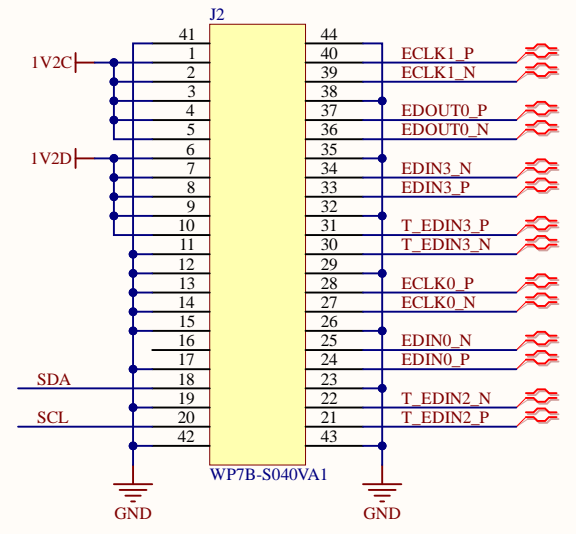 J2
41 44
1V2C 1 40 ECLK1_P
2 39 ECLK1_N
3 38
4 37 EDOUT0_P
5 36 EDOUT0_N
1V2D 6 35
7 34 EDIN3_N
8 33 EDIN3_P
9 32
10 31 T_EDIN3_P
11 30 T_EDIN3_N
12 29
13 28 ECLK0_P
14 27 ECLK0_N
15 26
16 25 EDIN0_N
17 24 EDIN0_P
SDA 18 23
19 22 T_EDIN2_N
SCL 20 21 T_EDIN2_P
42 43
WP7B-S040VA1
GND GND